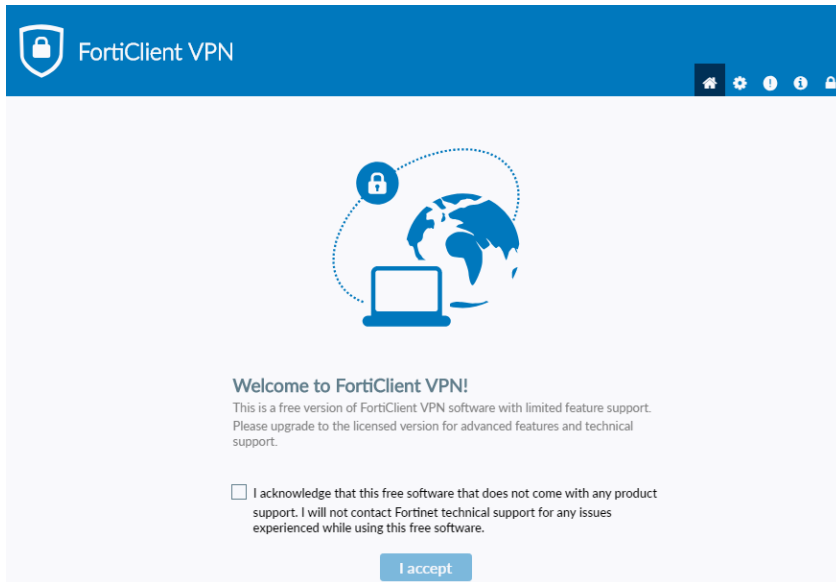 FortiClient VPN
Welcome to FortiClient VPN!
This is a free version of FortiClient VPN software with limited feature support.
Please upgrade to the licensed version for advanced features and technical
support.
I acknowledge that this free software that does not come with any product
support. I will not contact Fortinet technical support for any issues
experienced while using this free software.
I accept